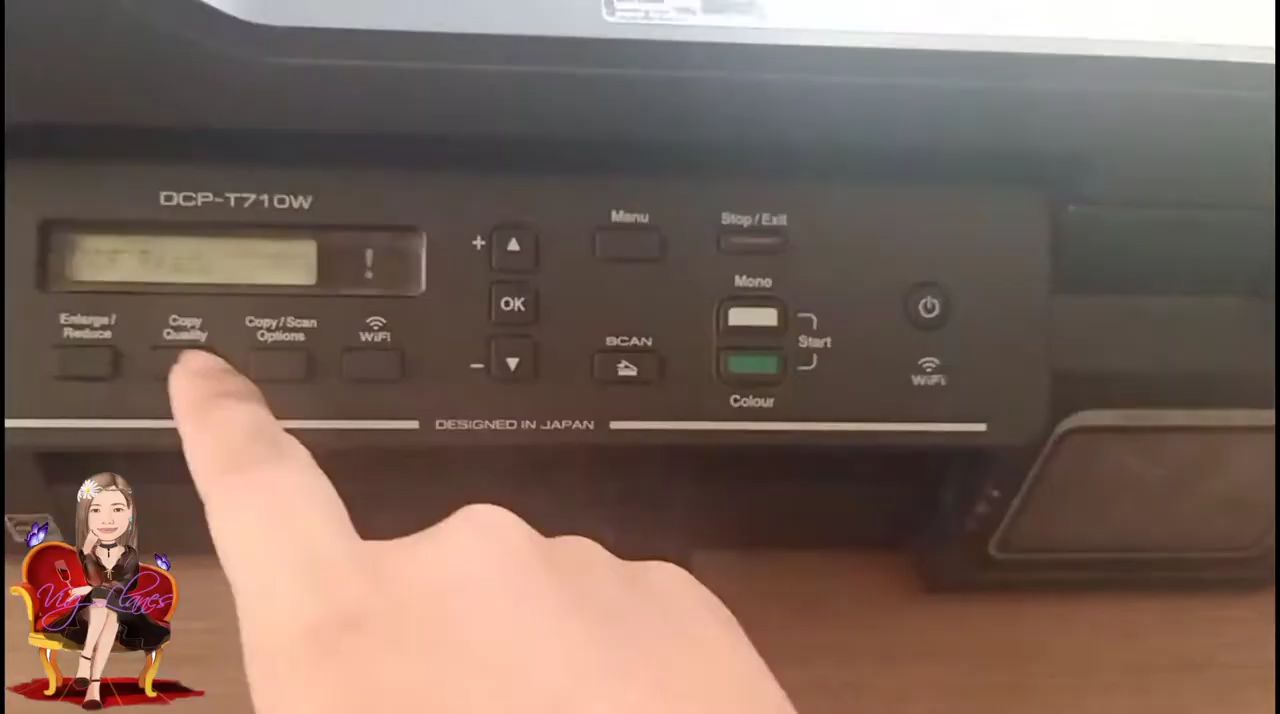 DCP-T710W
!
Enlarge/
Reduce
Copy
Quality
Copy/Scan
Options
WiFi
+
OK
-
Menu
SCAN
Stop/Exit
Mono
Start
Colour
WiFi
DESIGNED IN JAPAN
Llanes